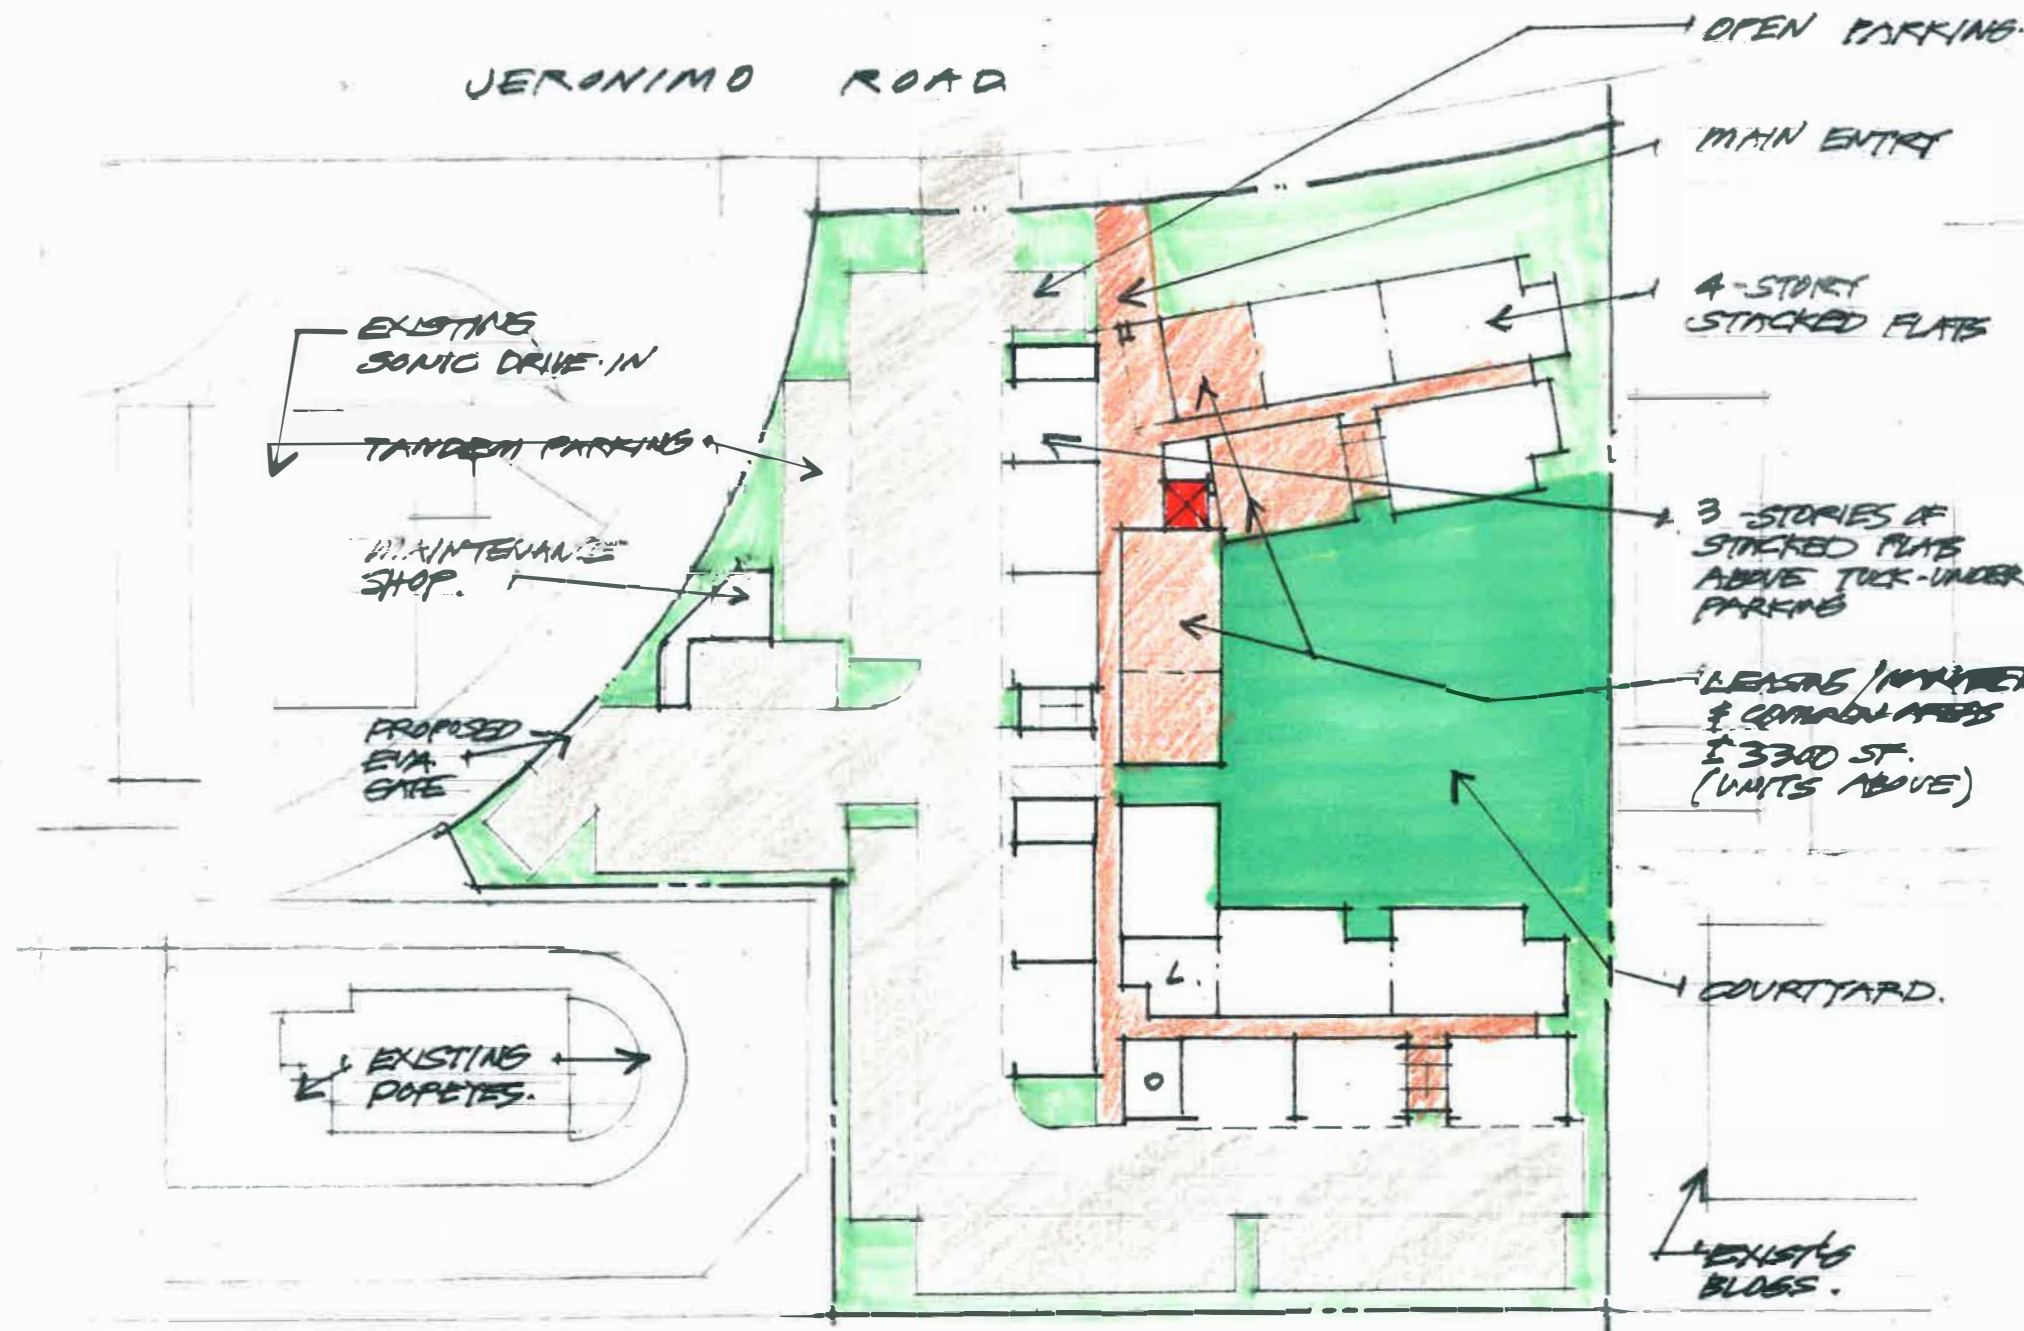 JERONIMO ROAD
OPEN PARKING.
MAIN ENTRY
4-STORY
STACKED FLATS
3-STORIES OF
STACKED FLATS
ABOVE TUCK-UNDER
PARKING
LEASING /
& COMMON AREAS
± 3300 SF.
(UNITS ABOVE)
COURTYARD.
EXIST'G
BLDGS.
EXISTING
SONIC DRIVE-IN
TANDEM PARKING
MAINTENANCE
SHOP.
PROPOSED
EVA
GATE
EXISTING
POPEYES.
L.
O